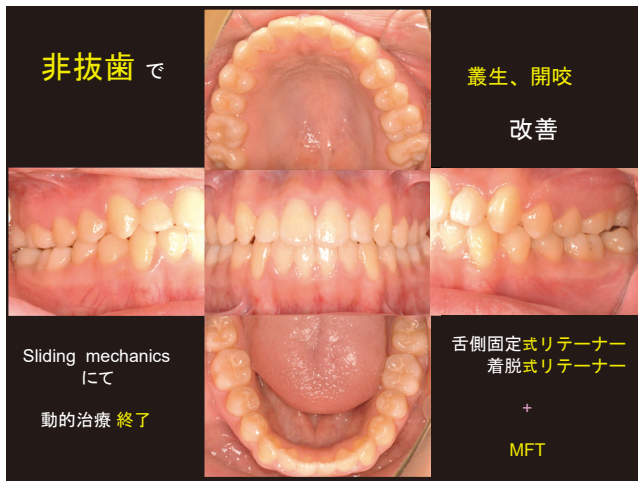 非抜歯 で
叢生、開咬
改善
Sliding mechanics
にて
動的治療 終了
舌側固定式リテーナー
着脱式リテーナー
+
MFT